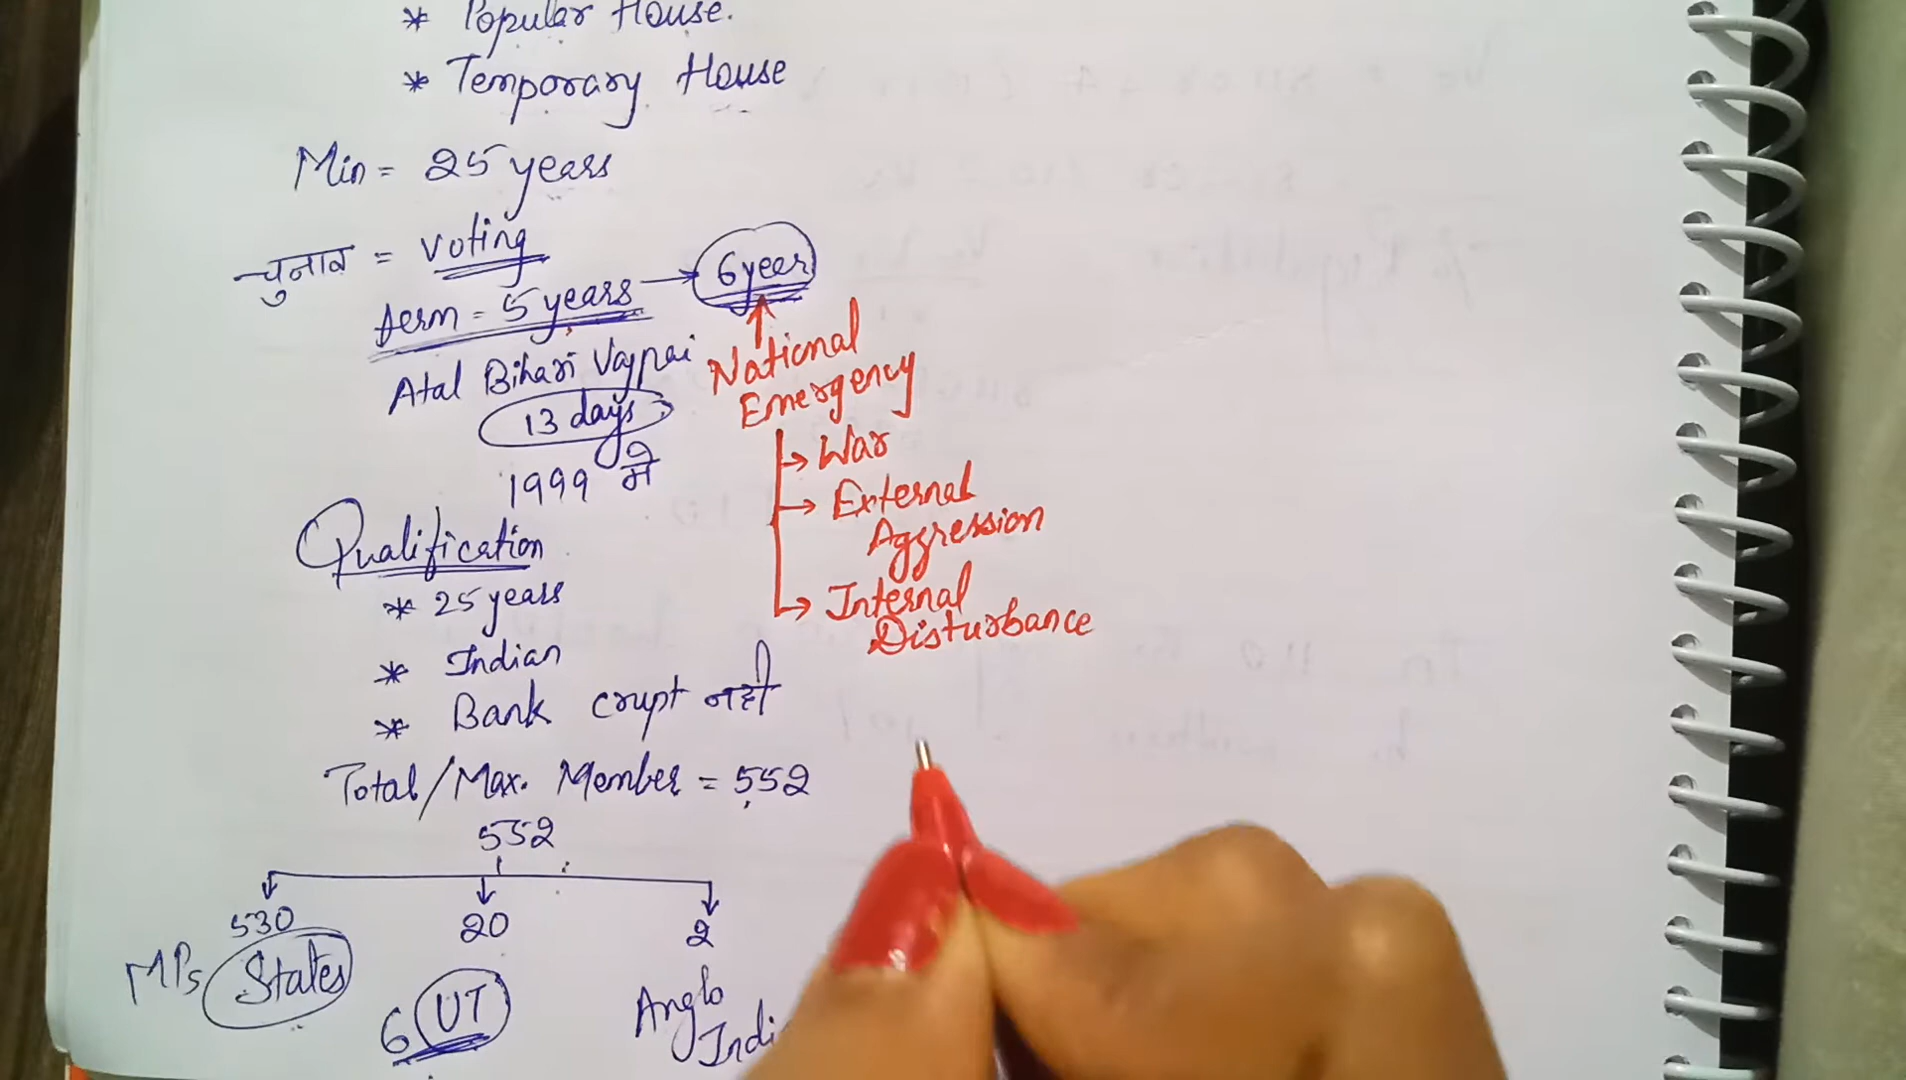 * Popular House.
* Temporary House
Min = 25 years
चुनाव = voting
term = 5 years → 6 year
Atal Bihari Vajpai
13 days
1999 मे
National
Emergency
→ War
→ External
Aggression
→ Internal
Disturbance
Qualification
* 25 years
* Indian
* Bank crupt नही
Total/Max. Member = 552
552
530 20 2
MPs States
6 UT
Anglo
Indi